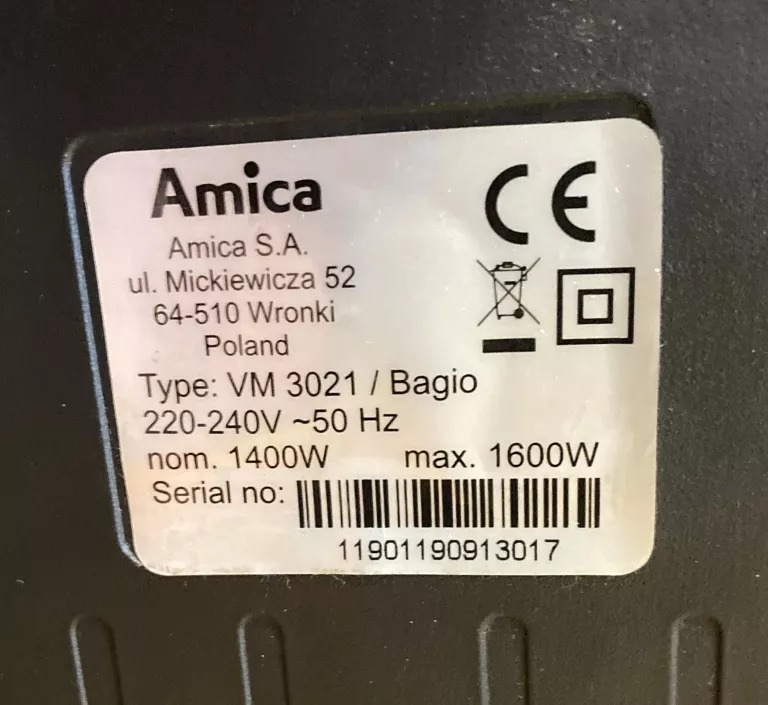 Amica
CE
Amica S.A.
ul. Mickiewicza 52
64-510 Wronki
Poland
Type: VM 3021 / Bagio
220-240V ~50 Hz
nom. 1400W max. 1600W
Serial no:
11901190913017